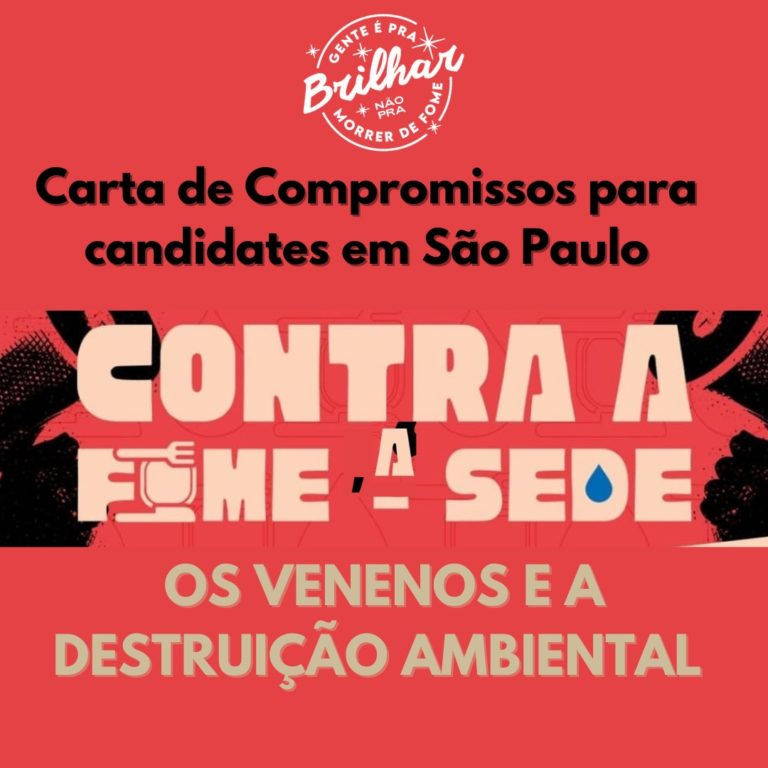 GENTE É PRA
Brilhar
NÃO
PRA
MORRER DE FOME
Carta de Compromissos para
candidates em São Paulo
CONTRA A
FOME, A SEDE
OS VENENOS E A
DESTRUIÇÃO AMBIENTAL